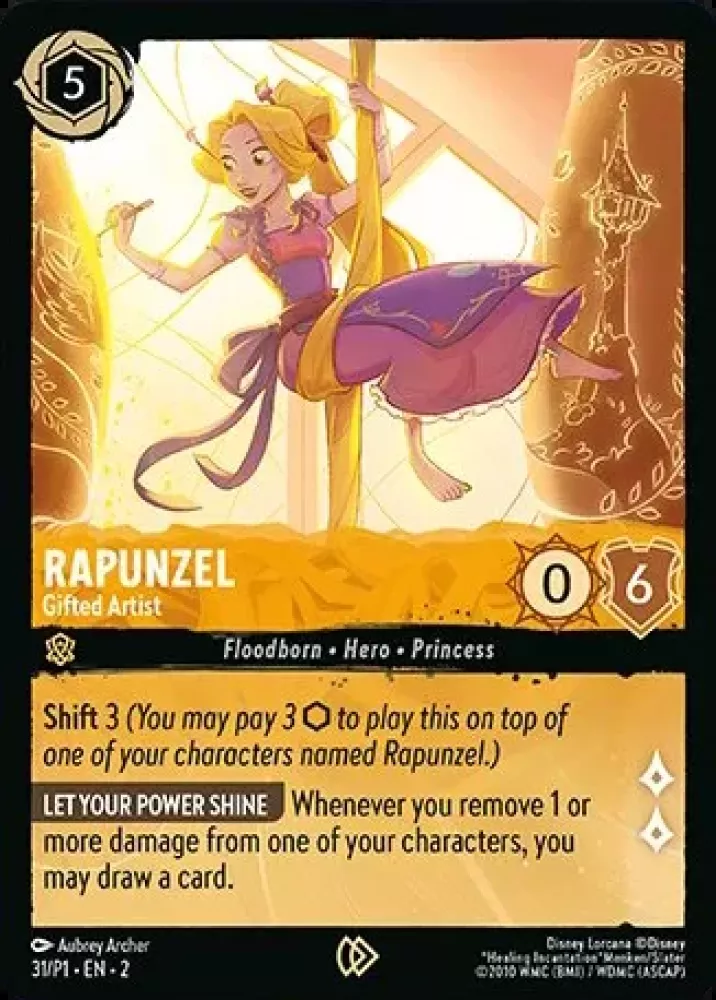 5
RAPUNZEL
Gifted Artist
0
6
Floodborn • Hero • Princess
Shift 3 (You may pay 3 ⬡ to play this on top of
one of your characters named Rapunzel.)
LET YOUR POWER SHINE Whenever you remove 1 or
more damage from one of your characters, you
may draw a card.
Aubrey Archer
31/P1 • EN • 2
Disney Lorcana ©Disney
"Healing Incantation" Menken/Slater
©2010 WMC (BMI) / WDMC (ASCAP)